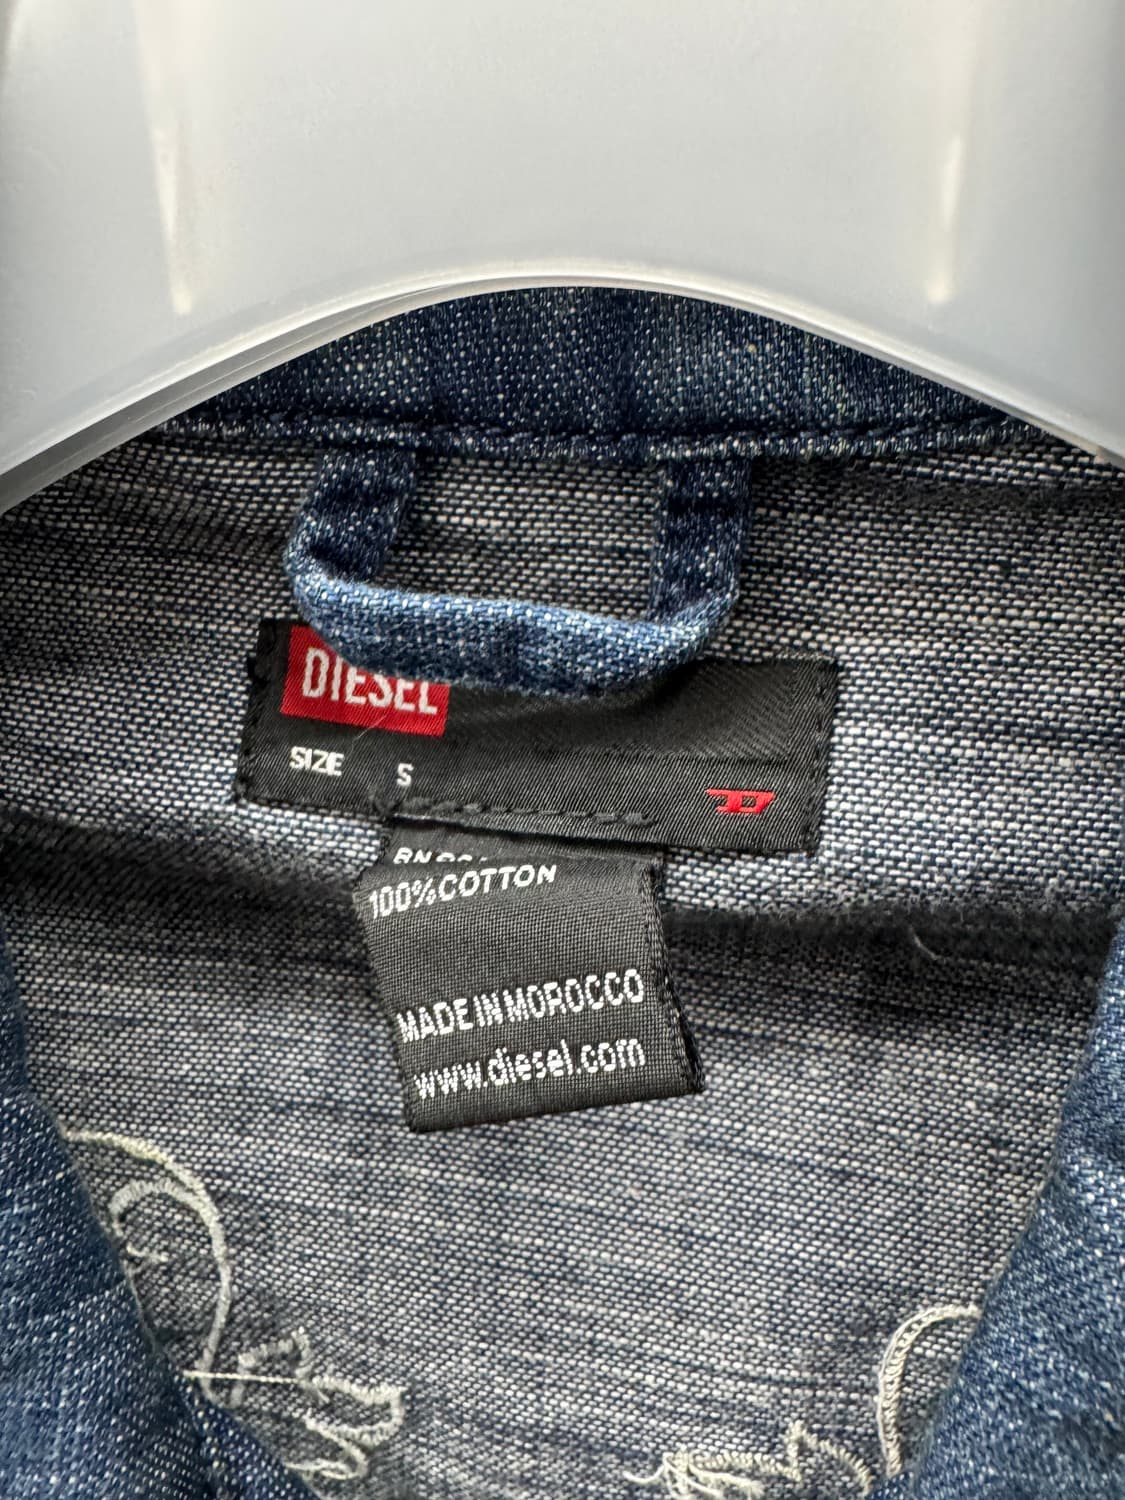 DIESEL
SIZE S
100%COTTON
MADE IN MOROCCO
www.diesel.com